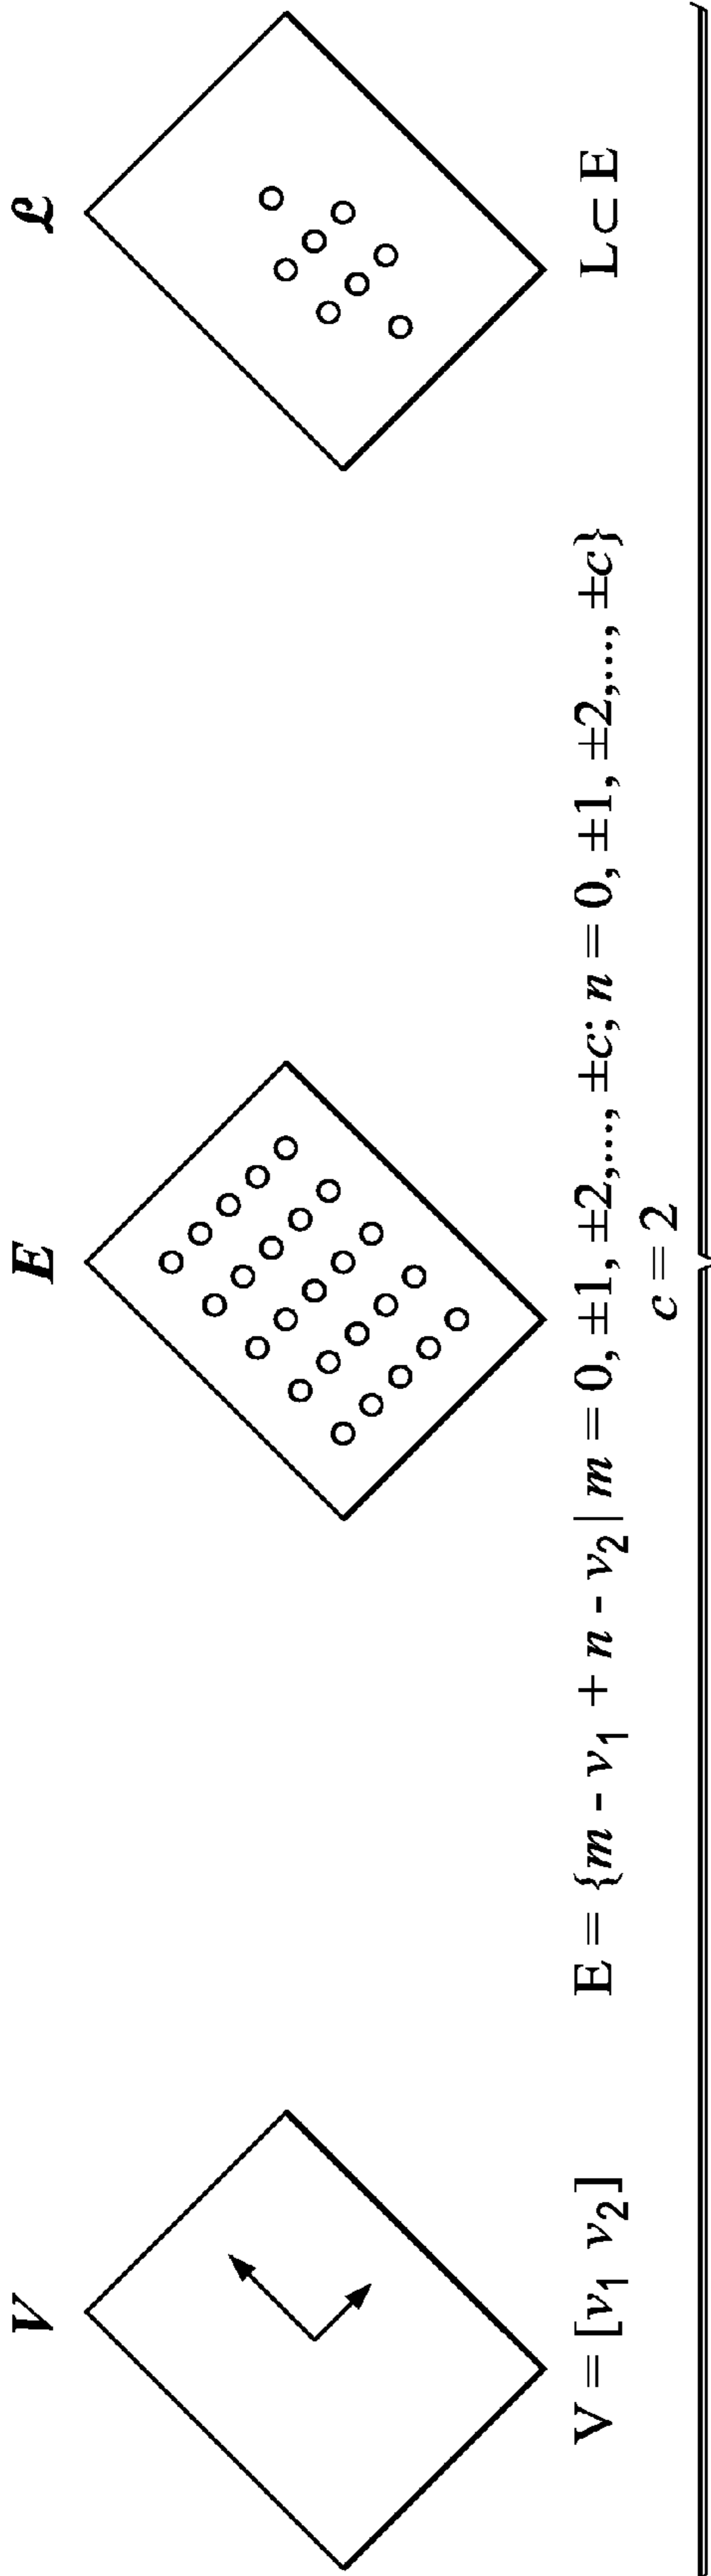 V
E
ℒ
V = [v₁ v₂]
E = {m - v₁ + n - v₂ | m = 0, ±1, ±2,..., ±c; n = 0, ±1, ±2,..., ±c}
c = 2
L ⊂ E